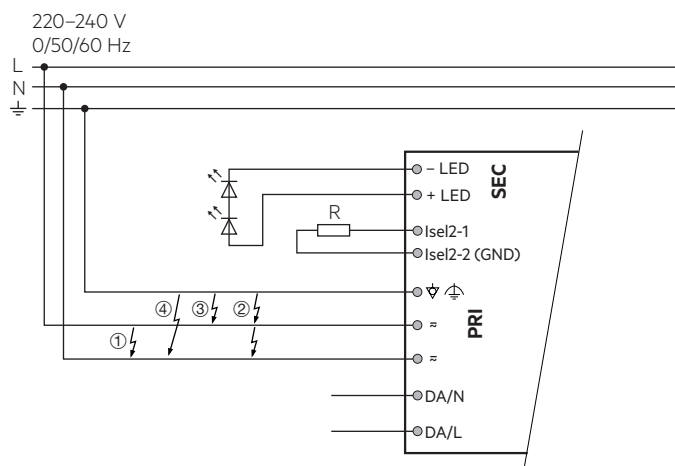 220–240 V
0/50/60 Hz
L
N
– LED
+ LED
SEC
R
Isel2-1
Isel2-2 (GND)
④ ③ ②
①
≈
PRI
≈
DA/N
DA/L